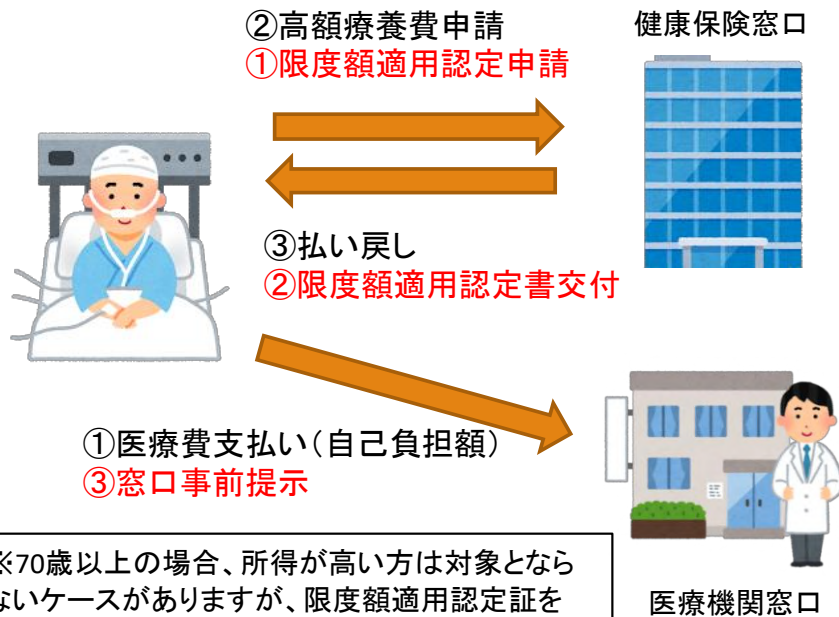 ②高額療養費申請
①限度額適用認定申請
健康保険窓口
③払い戻し
②限度額適用認定書交付
①医療費支払い(自己負担額)
③窓口事前提示
※70歳以上の場合、所得が高い方は対象となら
ないケースがありますが、限度額適用認定証を
医療機関窓口